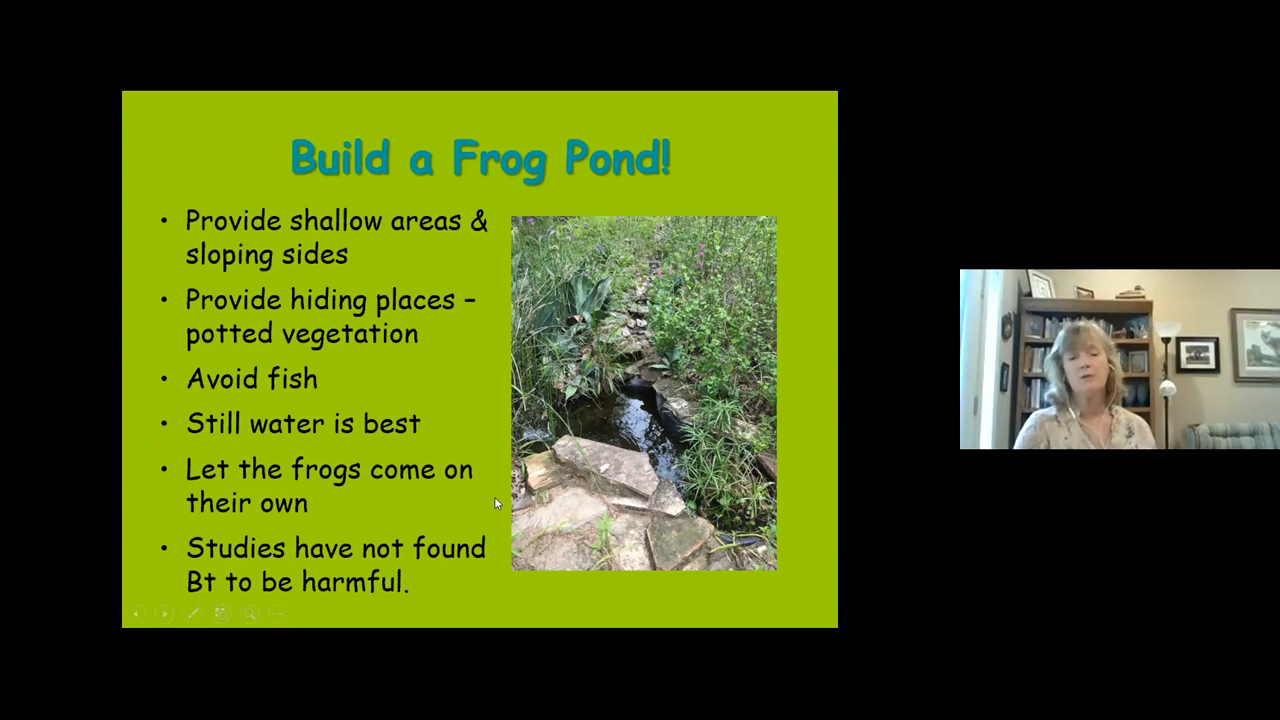 Build a Frog Pond!
• Provide shallow areas &
sloping sides
• Provide hiding places –
potted vegetation
• Avoid fish
• Still water is best
• Let the frogs come on
their own
• Studies have not found
Bt to be harmful.